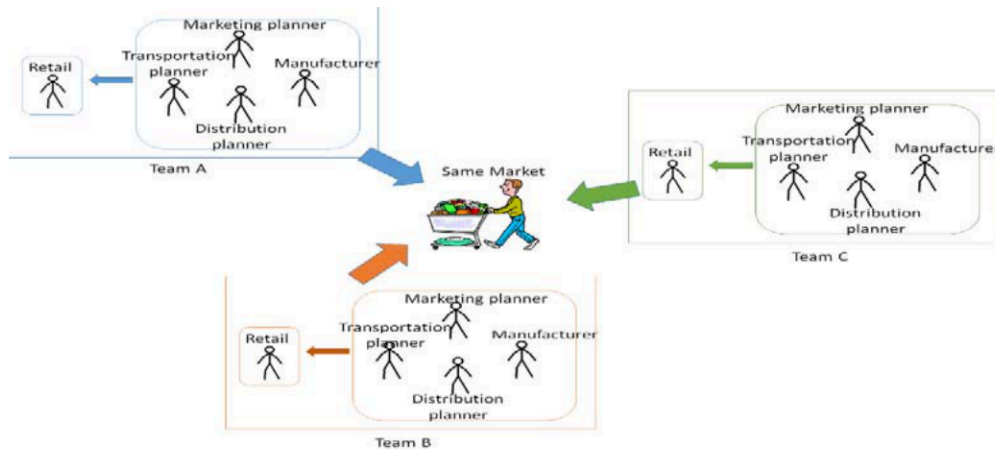 Marketing planner
Transportation
planner
Manufacturer
Retail
Distribution
planner
Team A
Same Market
Marketing planner
Transportation
planner
Manufacturer
Retail
Distribution
planner
Team C
Marketing planner
Transportation
planner
Manufacturer
Retail
Distribution
planner
Team B